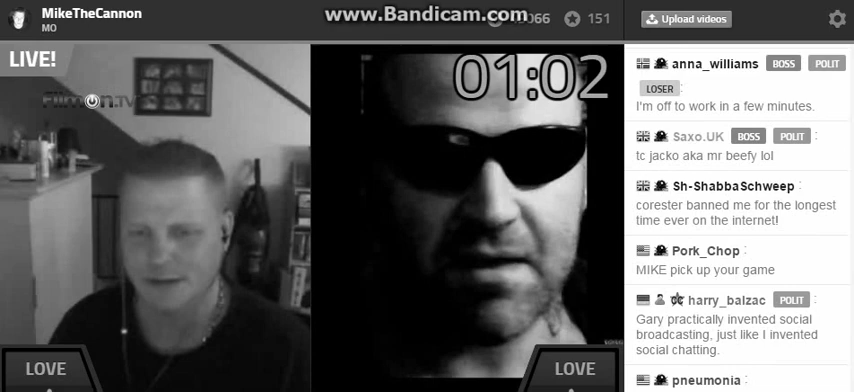 MikeTheCannon
MO
www.Bandicam.com
066
151
Upload videos
LIVE!
FilmOn.TV
01:02
LOVE
LOVE
anna_williams BOSS POLIT
LOSER :
I'm off to work in a few minutes.
Saxo.UK BOSS POLIT :
tc jacko aka mr beefy lol
Sh-ShabbaSchweep :
corester banned me for the longest
time ever on the internet!
Pork_Chop :
MIKE pick up your game
harry_balzac POLIT :
Gary practically invented social
broadcasting, just like I invented
social chatting.
pneumonia :